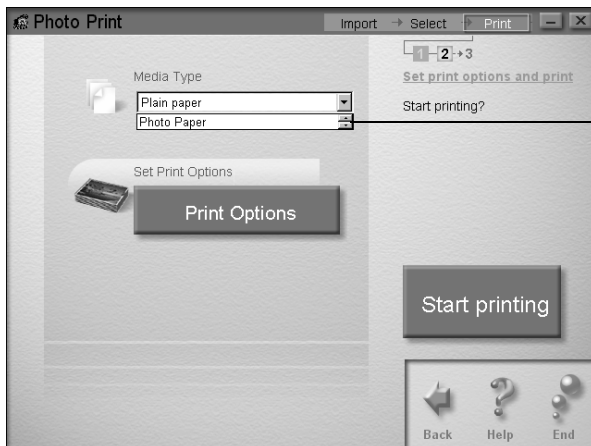 Photo Print
Import → Select → Print
1 2 → 3
Set print options and print
Start printing?
Media Type
Plain paper
Photo Paper
Set Print Options
Print Options
Start printing
Back Help End